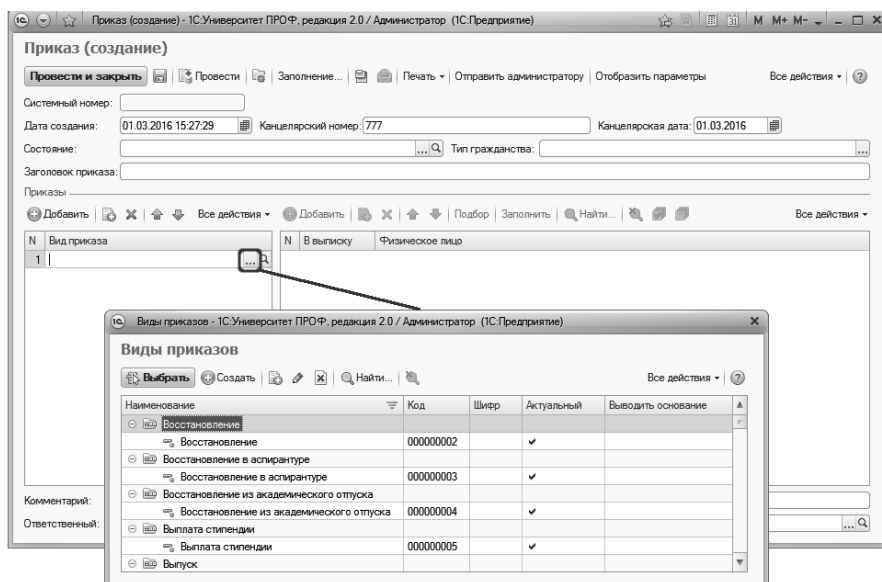 1С Приказ (создание) - 1С:Университет ПРОФ, редакция 2.0 / Администратор (1С:Предприятие) 31 M M+ M-
Приказ (создание)
Провести и закрыть Провести Заполнение... Печать Отправить администратору Отобразить параметры Все действия ?
Системный номер:
Дата создания: 01.03.2016 15:27:29 Канцелярский номер: 777 Канцелярская дата: 01.03.2016
Состояние: ... Тип гражданства: ...
Заголовок приказа:
Приказы
Добавить Все действия Добавить Подбор Заполнить Найти... Все действия
N Вид приказа N В выписку Физическое лицо
1 ...
1С Виды приказов - 1С:Университет ПРОФ, редакция 2.0 / Администратор (1С:Предприятие)
Виды приказов
Выбрать Создать Найти... Все действия ?
Наименование Код Шифр Актуальный Выводить основание
Восстановление
Восстановление 000000002
Восстановление в аспирантуре
Восстановление в аспирантуре 000000003
Восстановление из академического отпуска
Восстановление из академического отпуска 000000004
Выплата стипендии
Выплата стипендии 000000005
Выпуск
Комментарий:
Ответственный: ...